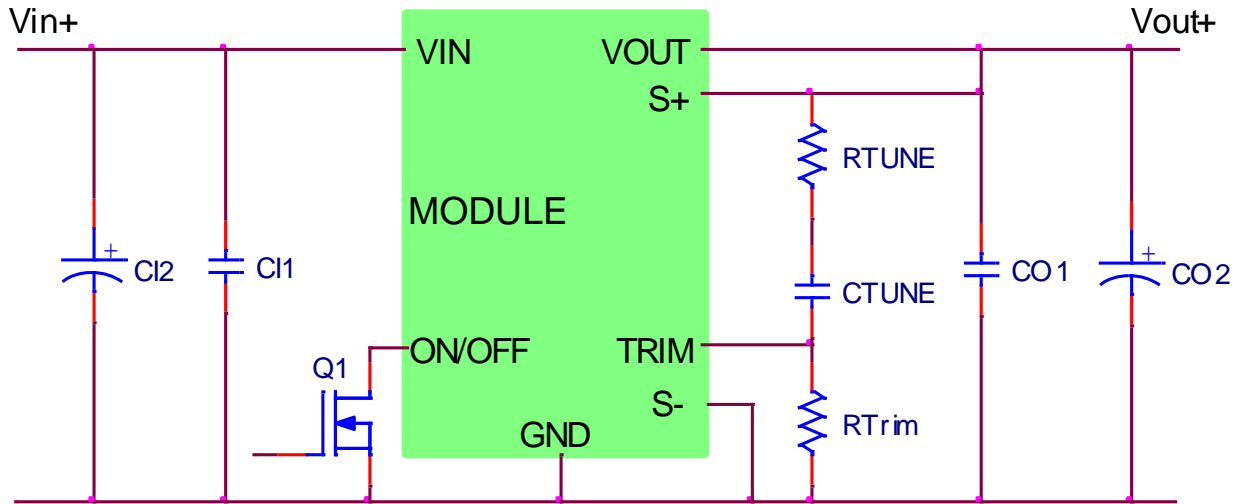 Vin+
Vout+
VIN
VOUT
S+
RTUNE
MODULE
+
CI2
CI1
CTUNE
CO1
+
CO2
Q1
ON/OFF
TRIM
S-
RTrim
GND